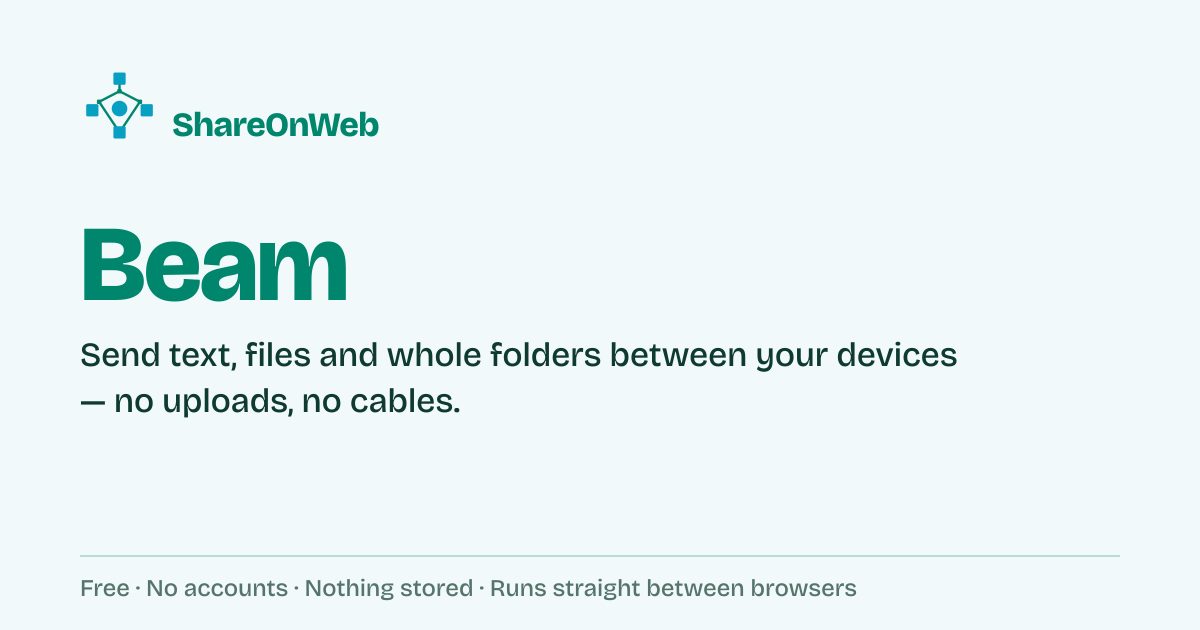 ShareOnWeb
Beam
Send text, files and whole folders between your devices
— no uploads, no cables.
Free · No accounts · Nothing stored · Runs straight between browsers